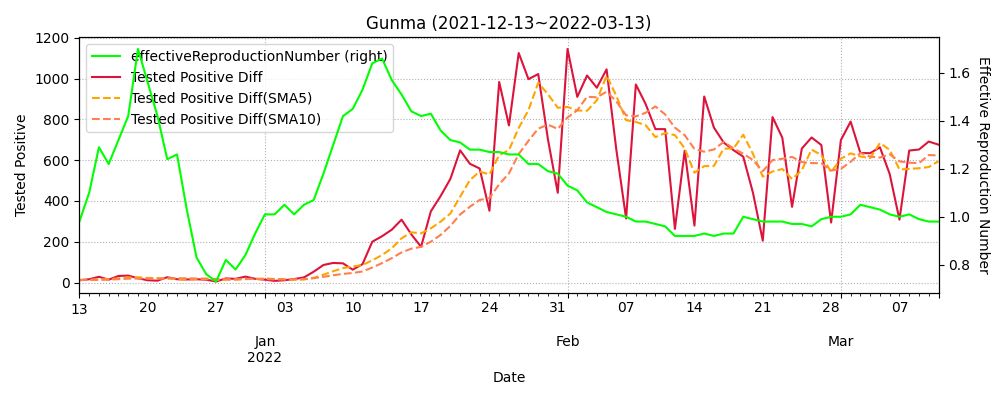 Gunma (2021-12-13~2022-03-13)
effectiveReproductionNumber (right)
Tested Positive Diff
Tested Positive Diff(SMA5)
Tested Positive Diff(SMA10)
Tested Positive
1200
1000
800
600
400
200
0
Effective Reproduction Number
1.6
1.4
1.2
1.0
0.8
13 20 27 03 10 17 24 31 07 14 21 28 07
Jan Feb Mar
2022
Date